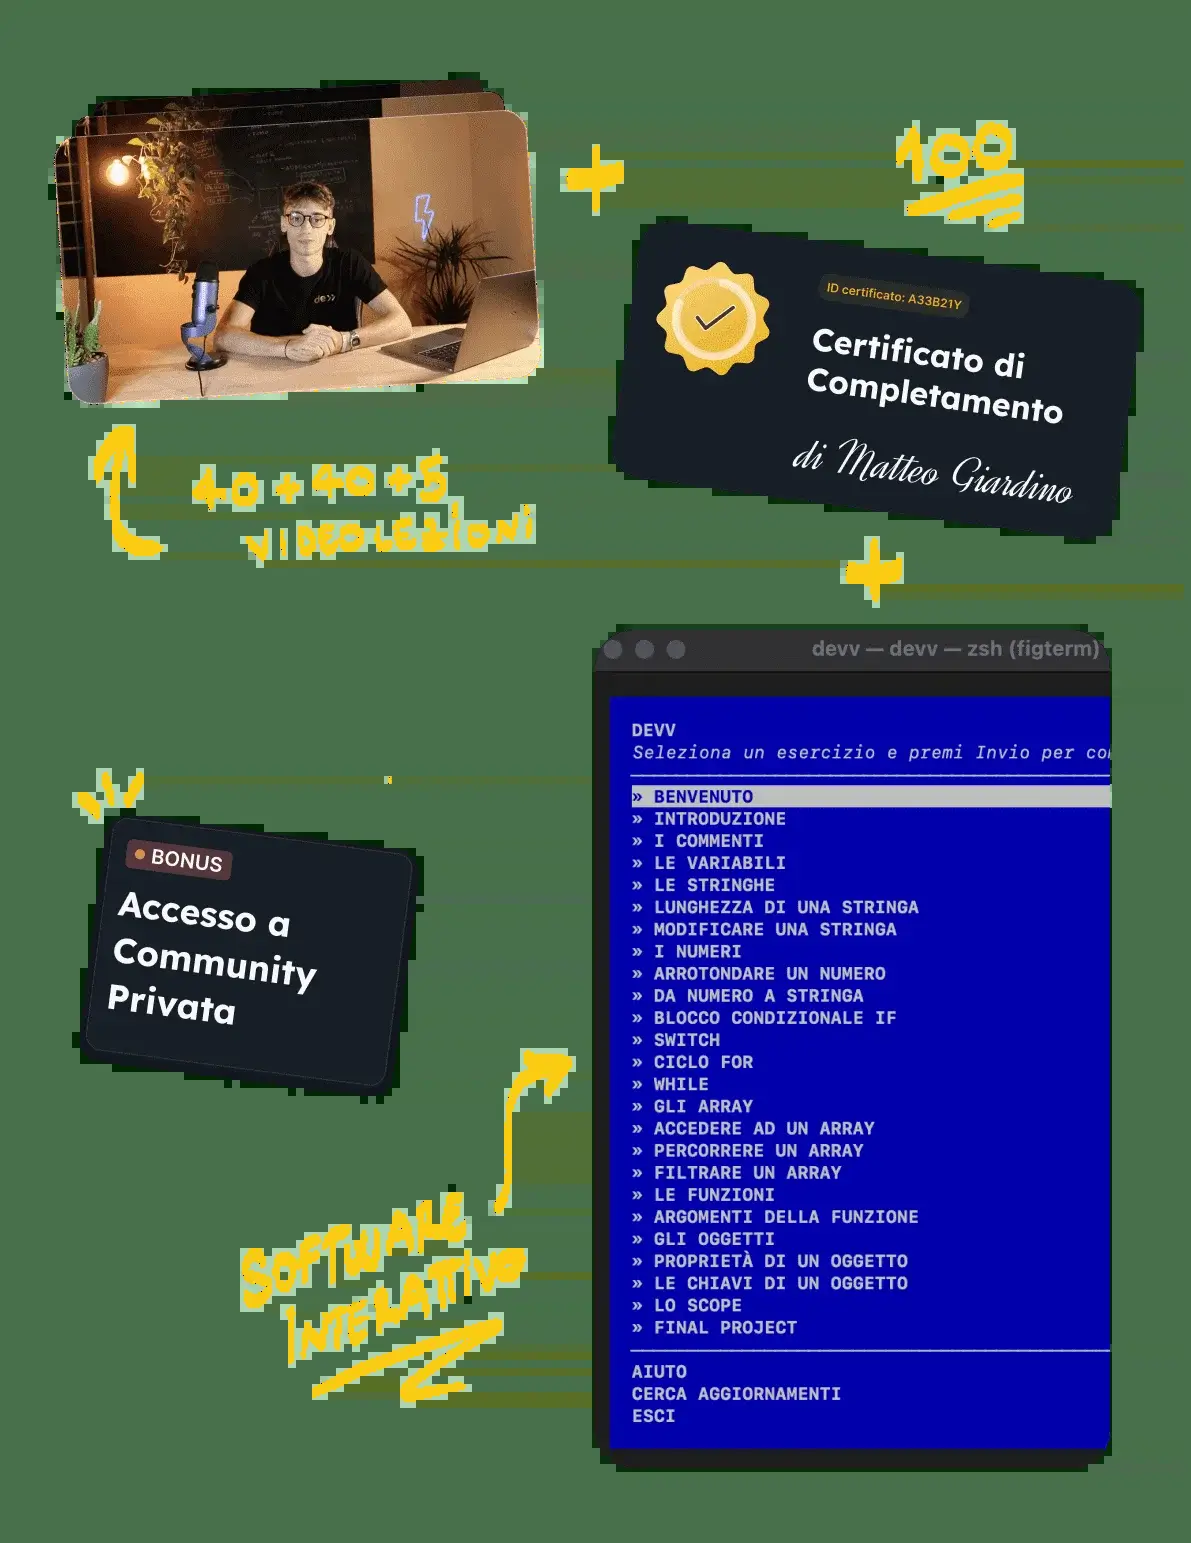 devv
100
ID certificato: A33B21Y
Certificato di
Completamento
di Matteo Giardino
40 + 40 + 5
VIDEO LEZIONI
devv — devv — zsh (figterm)
DEVV
Seleziona un esercizio e premi Invio per co
» BENVENUTO
» INTRODUZIONE
» I COMMENTI
» LE VARIABILI
» LE STRINGHE
» LUNGHEZZA DI UNA STRINGA
» MODIFICARE UNA STRINGA
» I NUMERI
» ARROTONDARE UN NUMERO
» DA NUMERO A STRINGA
» BLOCCO CONDIZIONALE IF
» SWITCH
» CICLO FOR
» WHILE
» GLI ARRAY
» ACCEDERE AD UN ARRAY
» PERCORRERE UN ARRAY
» FILTRARE UN ARRAY
» LE FUNZIONI
» ARGOMENTI DELLA FUNZIONE
» GLI OGGETTI
» PROPRIETÀ DI UN OGGETTO
» LE CHIAVI DI UN OGGETTO
» LO SCOPE
» FINAL PROJECT
AIUTO
CERCA AGGIORNAMENTI
ESCI
BONUS
Accesso a
Community
Privata
SOFTWARE
INTERATTIVO